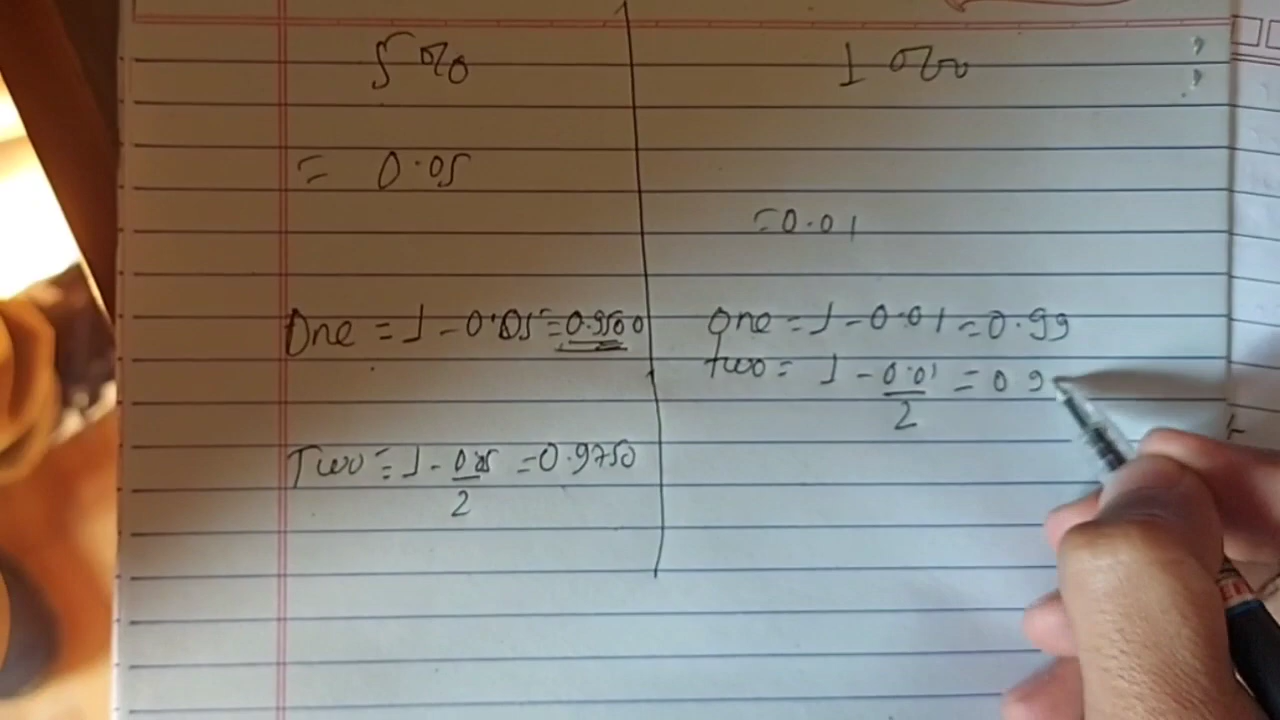 5 %
= 0.05
One = 1 - 0.05 = 0.9500
Two = 1 - 0.05/2 = 0.9750
1 %
= 0.01
One = 1 - 0.01 = 0.99
two = 1 - 0.01/2 = 0 9